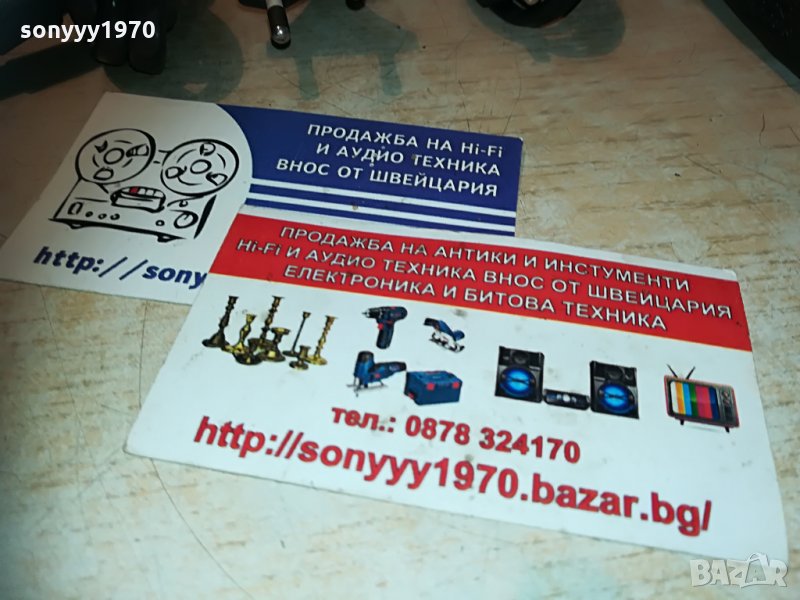 sonyyy1970
ПРОДАЖБА НА Hi-Fi
И АУДИО ТЕХНИКА
ВНОС ОТ ШВЕЙЦАРИЯ
http://sony
ПРОДАЖБА НА АНТИКИ И ИНСТУМЕНТИ
Hi-Fi И АУДИО ТЕХНИКА ВНОС ОТ ШВЕЙЦАРИЯ
ЕЛЕКТРОНИКА И БИТОВА ТЕХНИКА
тел.: 0878 324170
http://sonyyy1970.bazar.bg/
BAZAR